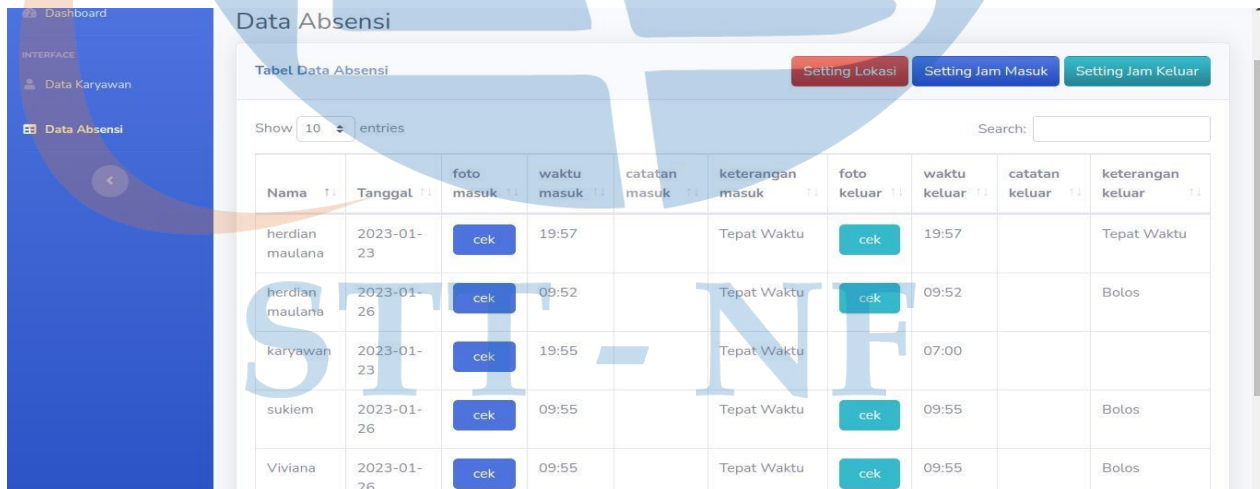 Dashboard
Data Absensi
INTERFACE
Tabel Data Absensi
Setting Lokasi
Setting Jam Masuk
Setting Jam Keluar
Data Karyawan
Data Absensi
Show 10 entries
Search:
Nama Tanggal foto masuk waktu masuk catatan masuk keterangan masuk foto keluar waktu keluar catatan keluar keterangan keluar
herdian maulana 2023-01-23 cek 19:57 Tepat Waktu cek 19:57 Tepat Waktu
herdian maulana 2023-01-26 cek 09:52 Tepat Waktu cek 09:52 Bolos
karyawan 2023-01-23 cek 19:55 Tepat Waktu 07:00
sukiem 2023-01-26 cek 09:55 Tepat Waktu cek 09:55 Bolos
Viviana 2023-01-26 cek 09:55 Tepat Waktu cek 09:55 Bolos
STT - NF